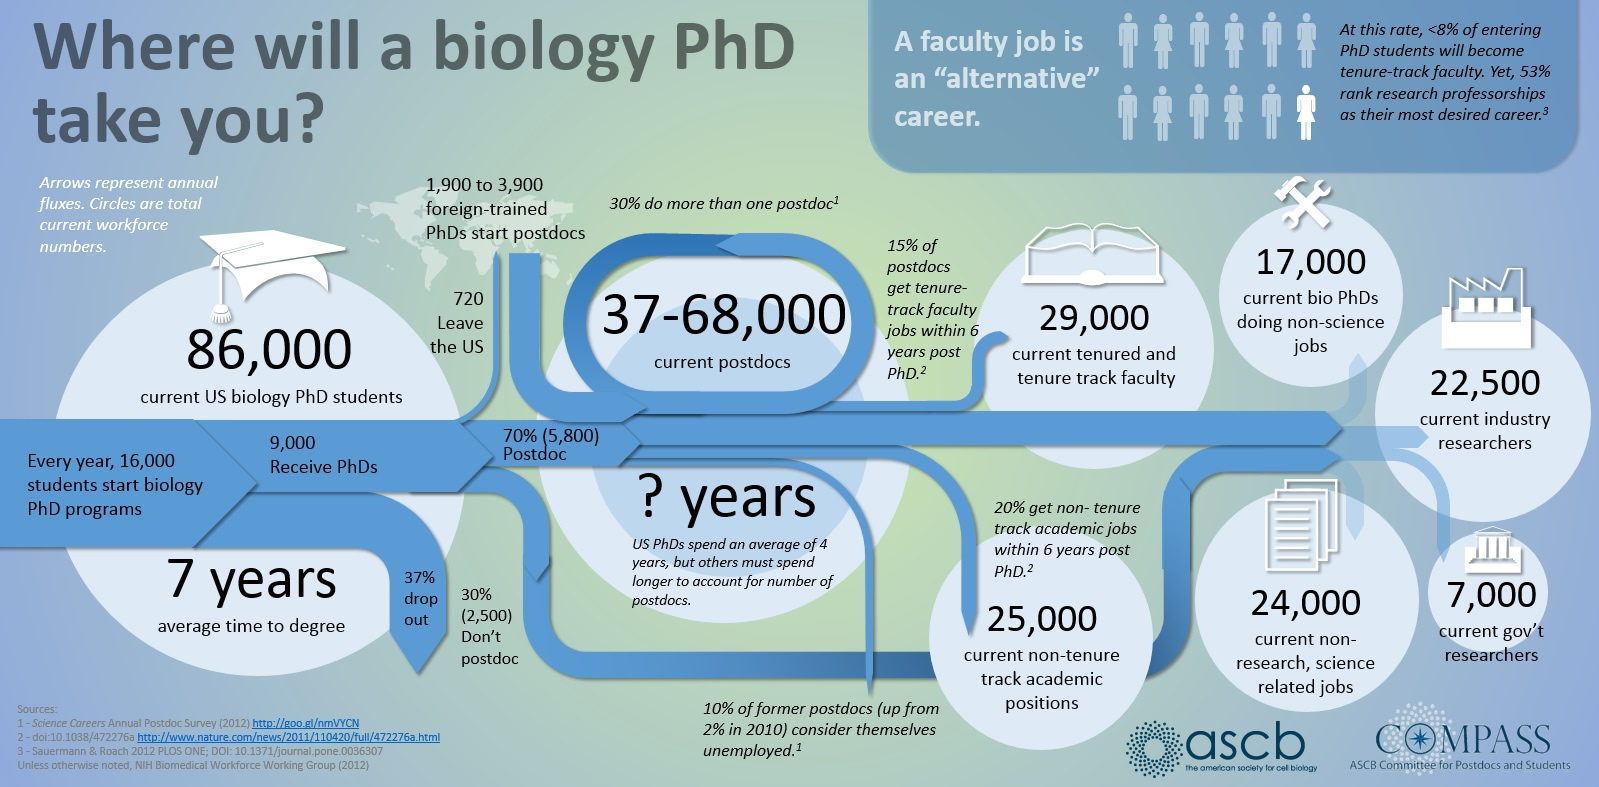 Where will a biology PhD
take you?
Arrows represent annual
fluxes. Circles are total
current workforce
numbers.
A faculty job is
an “alternative”
career.
At this rate, <8% of entering
PhD students will become
tenure-track faculty. Yet, 53%
rank research professorships
as their most desired career.3
86,000
current US biology PhD students
Every year, 16,000
students start biology
PhD programs
9,000
Receive PhDs
7 years
average time to degree
37%
drop
out
1,900 to 3,900
foreign-trained
PhDs start postdocs
720
Leave
the US
70% (5,800)
Postdoc
30%
(2,500)
Don’t
postdoc
30% do more than one postdoc1
37-68,000
current postdocs
? years
US PhDs spend an average of 4
years, but others must spend
longer to account for number of
postdocs.
15% of
postdocs
get tenure-
track faculty
jobs within 6
years post
PhD.2
29,000
current tenured and
tenure track faculty
20% get non- tenure
track academic jobs
within 6 years post
PhD.2
25,000
current non-tenure
track academic
positions
10% of former postdocs (up from
2% in 2010) consider themselves
unemployed.1
17,000
current bio PhDs
doing non-science
jobs
22,500
current industry
researchers
24,000
current non-
research, science
related jobs
7,000
current gov’t
researchers
Sources:
1 - Science Careers Annual Postdoc Survey (2012) http://goo.gl/nmVYCN
2 - doi:10.1038/472276a http://www.nature.com/news/2011/110420/full/472276a.html
3 - Sauermann & Roach 2012 PLOS ONE; DOI: 10.1371/journal.pone.0036307
Unless otherwise noted, NIH Biomedical Workforce Working Group (2012)
ascb
the american society for cell biology
COMPASS
ASCB Committee for Postdocs and Students